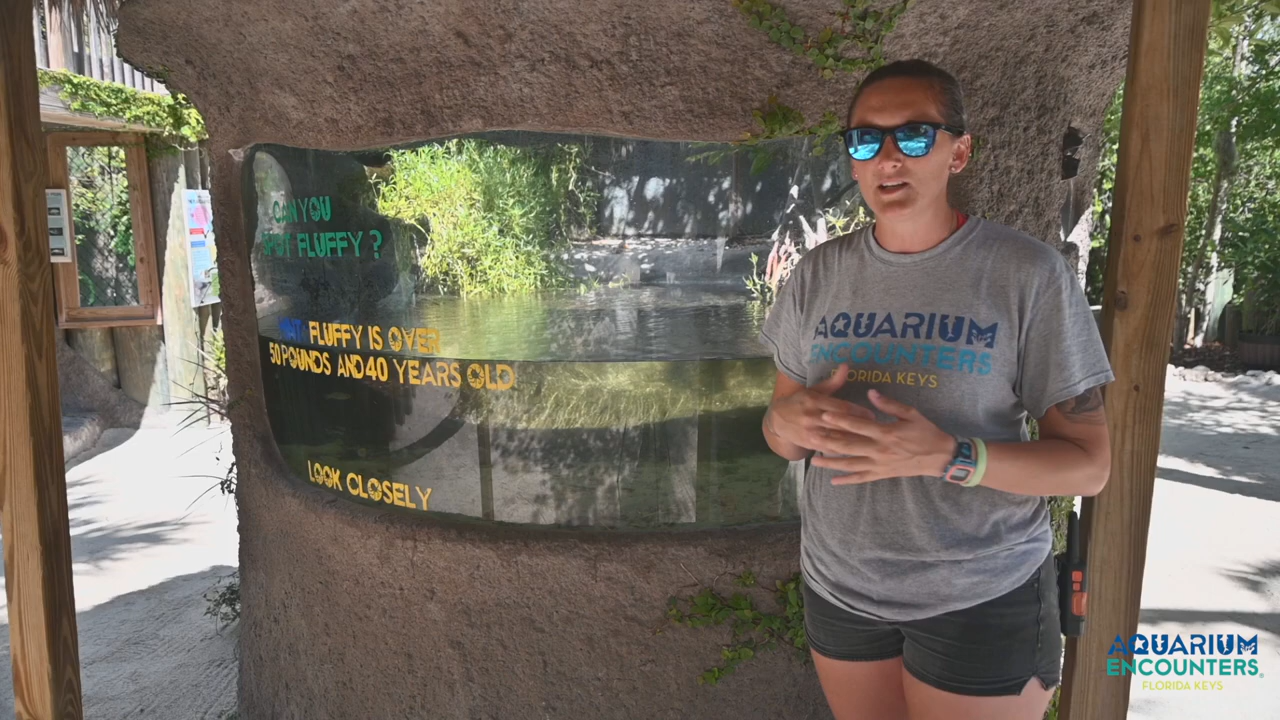 CAN YOU
SPOT FLUFFY ?
FLUFFY IS OVER
50 POUNDS AND 40 YEARS OLD
LOOK CLOSELY
AQUARIUM
ENCOUNTERS
FLORIDA KEYS
AQUARIUM
ENCOUNTERS
FLORIDA KEYS